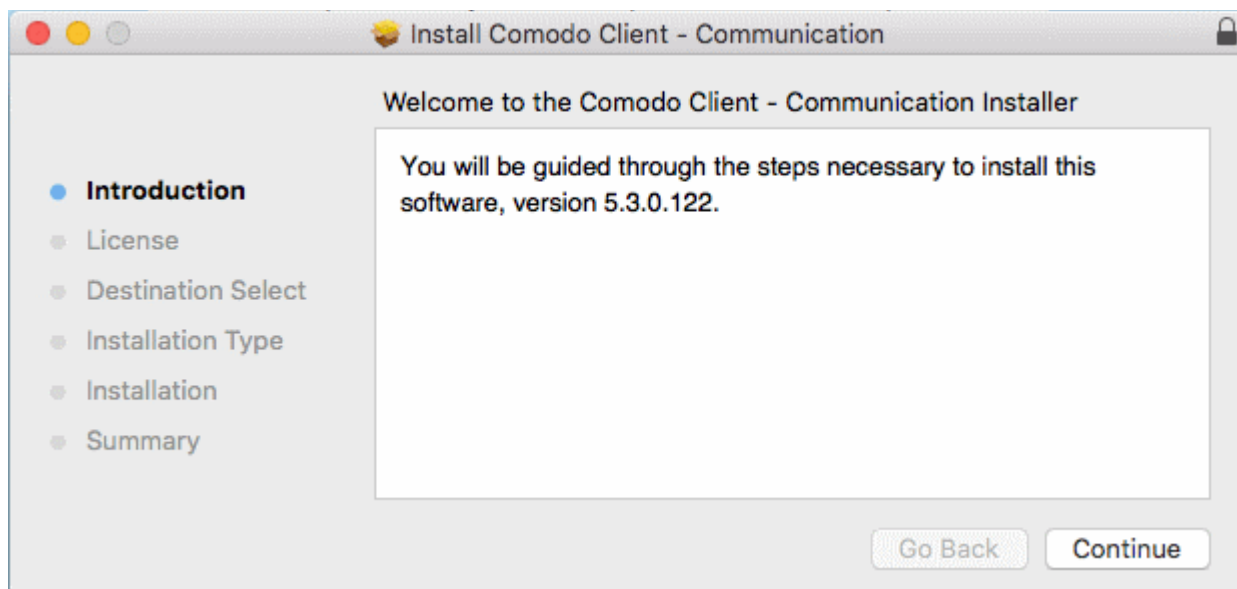 Install Comodo Client - Communication
Welcome to the Comodo Client - Communication Installer
Introduction
License
Destination Select
Installation Type
Installation
Summary
You will be guided through the steps necessary to install this
software, version 5.3.0.122.
Go Back
Continue